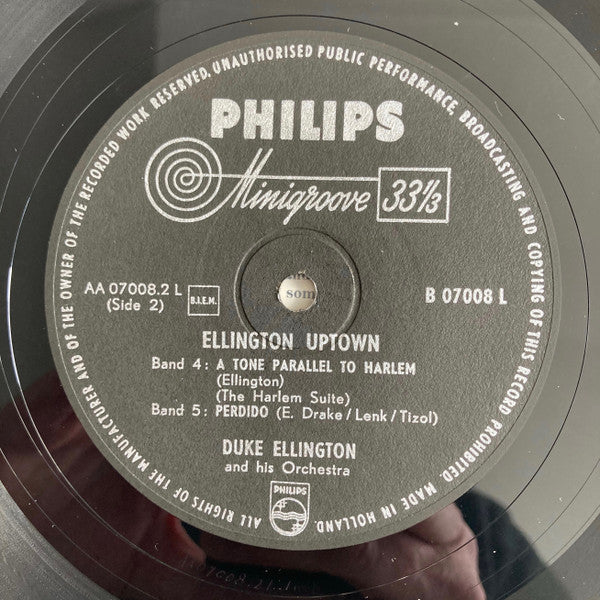 ALL RIGHTS OF THE MANUFACTURER AND OF THE OWNER OF THE RECORDED WORK RESERVED. UNAUTHORISED PUBLIC PERFORMANCE, BROADCASTING AND COPYING OF THIS RECORD PROHIBITED. MADE IN HOLLAND.
PHILIPS
Minigroove 33⅓
AA 07008.2 L B.I.E.M. B 07008 L
(Side 2)
som
ELLINGTON UPTOWN
Band 4: A TONE PARALLEL TO HARLEM
(Ellington)
(The Harlem Suite)
Band 5: PERDIDO (E. Drake/Lenk/Tizol)
DUKE ELLINGTON
and his Orchestra
PHILIPS